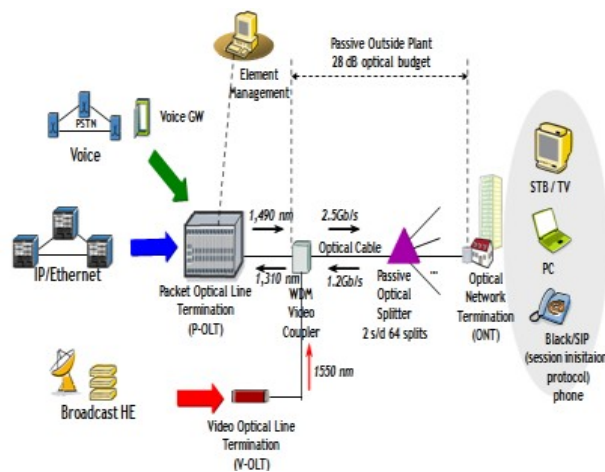 Passive Outside Plant
28 dB optical budget
Element
Management
PSTN
Voice GW
Voice
STB / TV
1,490 nm
2.5Gb/s
IP/Ethernet
Optical Cable
1,310 nm
1.2Gb/s
PC
Packet Optical Line
Termination
(P-OLT)
WDM
Video
Coupler
Passive
Optical
Splitter
2 s/d 64 splits
...
Optical
Network
Termination
(ONT)
Black/SIP
(session inisitaion
protocol)
phone
1550 nm
Broadcast HE
Video Optical Line
Termination
(V-OLT)